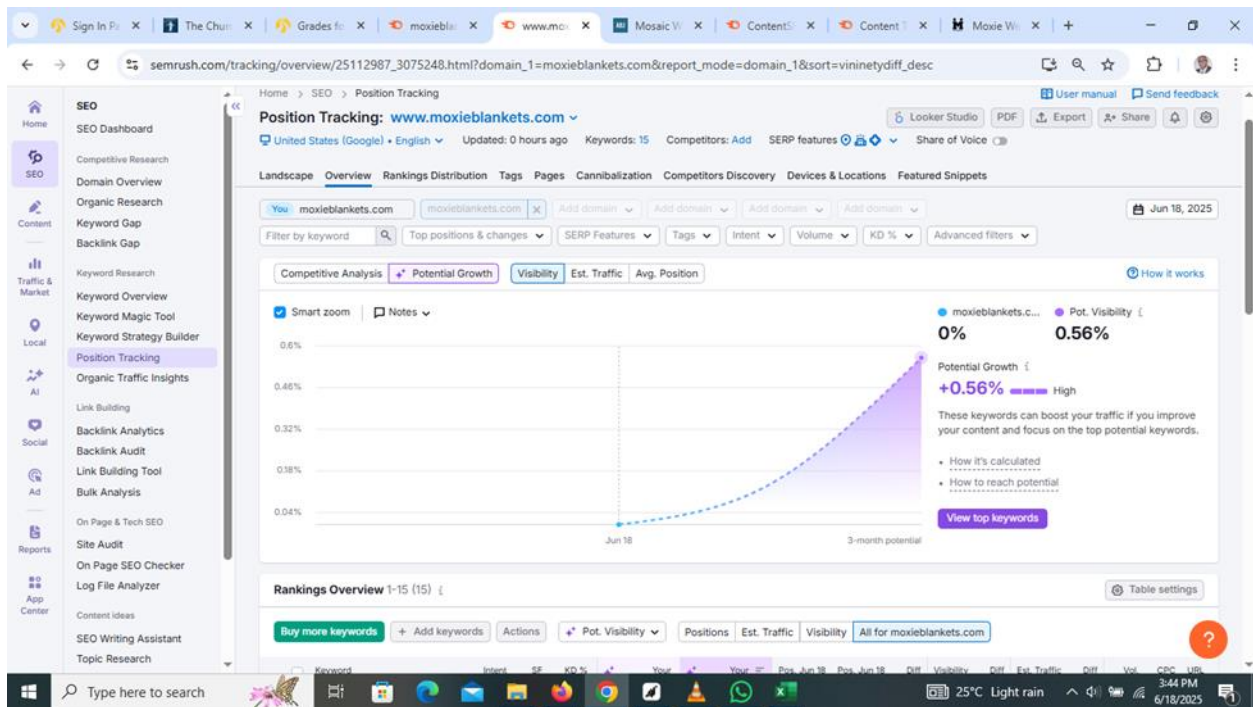 Sign In Pa
The Chur
Grades fo
moxieblan
www.mox
Mosaic W
ContentS
Content T
Moxie We
semrush.com/tracking/overview/25112987_3075248.html?domain_1=moxieblankets.com&report_mode=domain_1&sort=vininetydiff_desc
Home
SEO
Content
Traffic &
Market
Local
AI
Social
Ad
Reports
App
Center
SEO
SEO Dashboard
Competitive Research
Domain Overview
Organic Research
Keyword Gap
Backlink Gap
Keyword Research
Keyword Overview
Keyword Magic Tool
Keyword Strategy Builder
Position Tracking
Organic Traffic Insights
Link Building
Backlink Analytics
Backlink Audit
Link Building Tool
Bulk Analysis
On Page & Tech SEO
Site Audit
On Page SEO Checker
Log File Analyzer
Content Ideas
SEO Writing Assistant
Topic Research
Home > SEO > Position Tracking
User manual Send feedback
Position Tracking: www.moxieblankets.com
Looker Studio PDF Export Share
United States (Google) • English Updated: 0 hours ago Keywords: 15 Competitors: Add SERP features Share of Voice
Landscape Overview Rankings Distribution Tags Pages Cannibalization Competitors Discovery Devices & Locations Featured Snippets
You moxieblankets.com moxieblankets.com x Add domain Add domain Add domain Add domain Jun 18, 2025
Filter by keyword Top positions & changes SERP Features Tags Intent Volume KD % Advanced filters
Competitive Analysis Potential Growth Visibility Est. Traffic Avg. Position How it works
Smart zoom Notes
moxieblankets.c... Pot. Visibility i
0% 0.56%
Potential Growth i
+0.56% High
These keywords can boost your traffic if you improve
your content and focus on the top potential keywords.
• How it's calculated
• How to reach potential
View top keywords
0.6%
0.46%
0.32%
0.18%
0.04%
Jun 18 3-month potential
Rankings Overview 1-15 (15) i
Table settings
Buy more keywords + Add keywords Actions Pot. Visibility Positions Est. Traffic Visibility All for moxieblankets.com
Keyword Intent SF KD % Your Your Pos. Jun 18 Pos. Jun 18 Diff Visibility Diff Est. Traffic Diff Vol. CPC URL
?
Type here to search
25°C Light rain
3:44 PM
6/18/2025
1